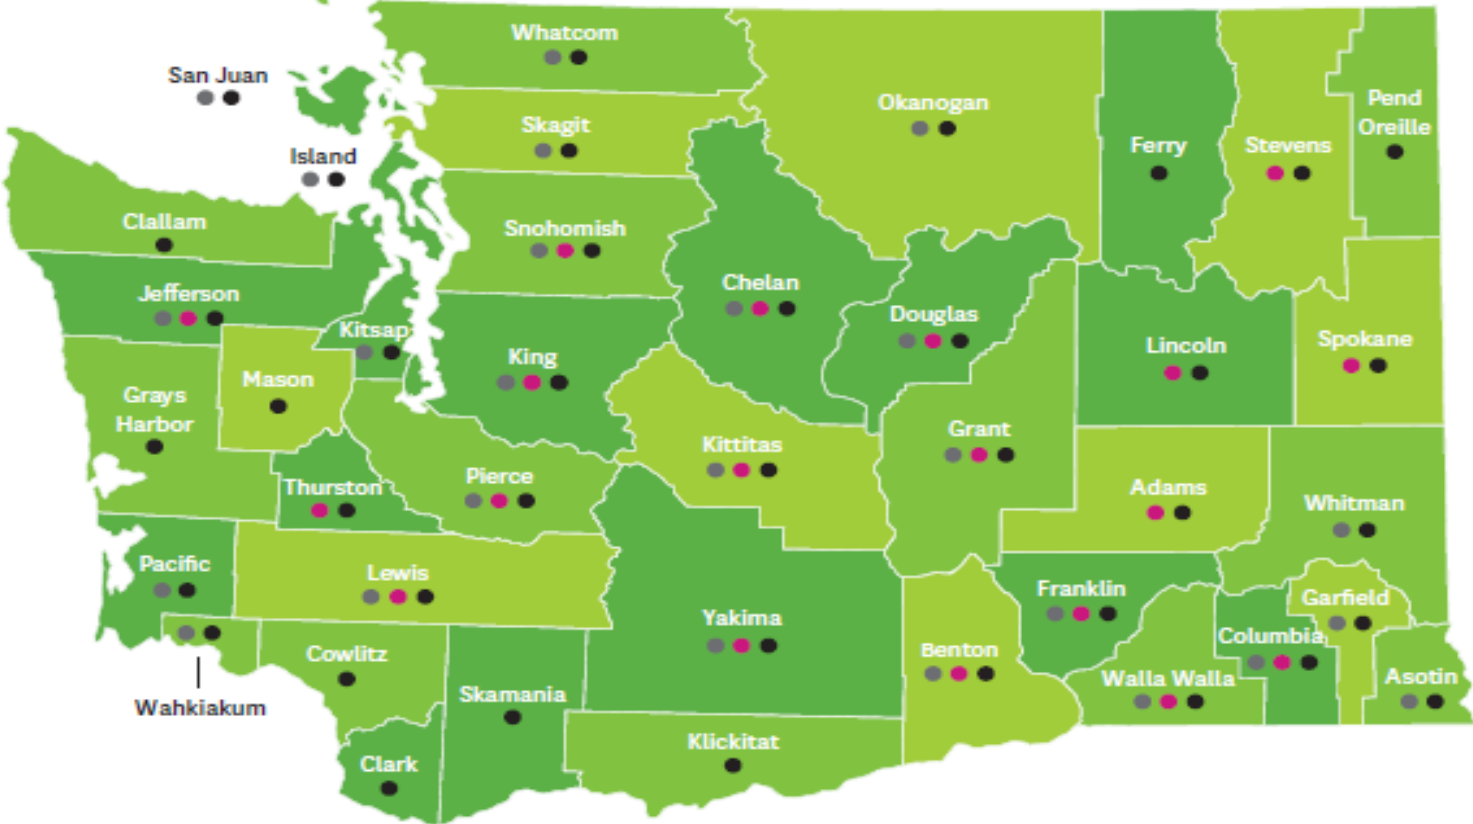 Whatcom
San Juan
Okanogan
Pend
Oreille
Skagit
Ferry
Stevens
Island
Clallam
Snohomish
Chelan
Jefferson
Douglas
Kitsap
King
Lincoln
Spokane
Mason
Grays
Harbor
Kittitas
Grant
Thurston
Pierce
Adams
Whitman
Pacific
Lewis
Franklin
Garfield
Yakima
Columbia
Benton
Cowlitz
Walla Walla
Asotin
Skamania
Wahkiakum
Klickitat
Clark